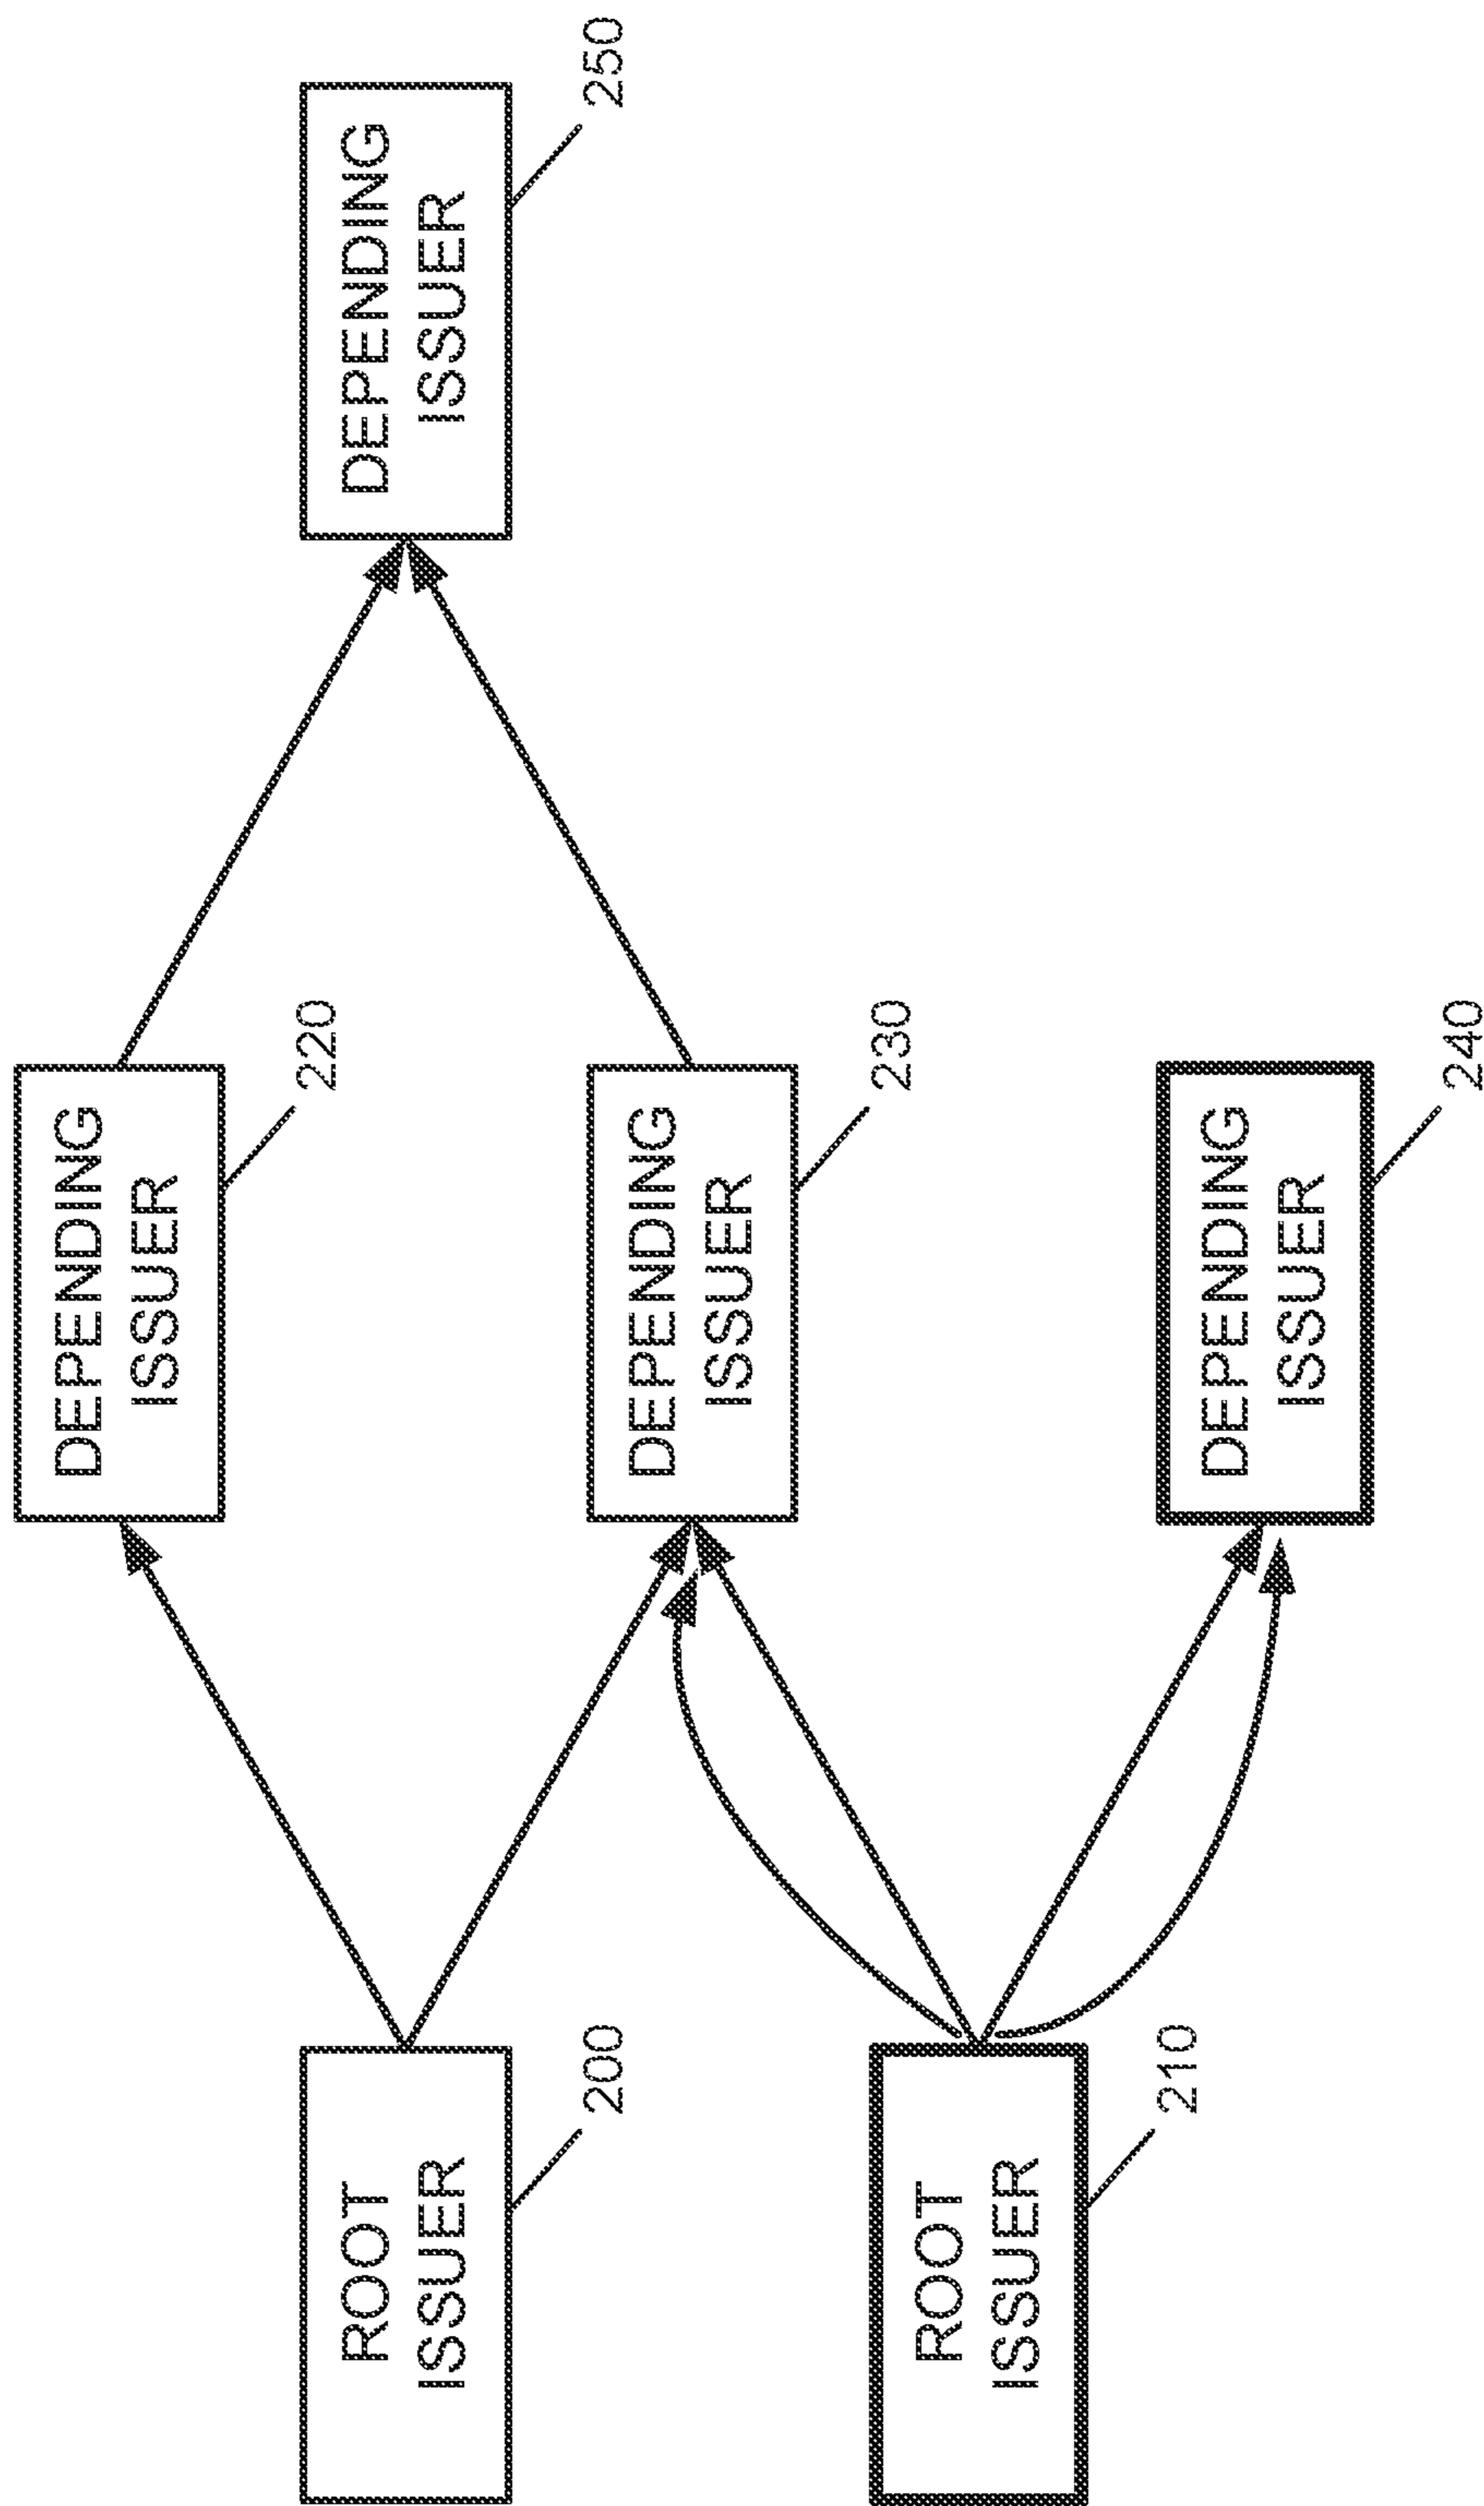 DEPENDING
ISSUER
220
ROOT
ISSUER
200
DEPENDING
ISSUER
250
DEPENDING
ISSUER
230
ROOT
ISSUER
210
DEPENDING
ISSUER
240